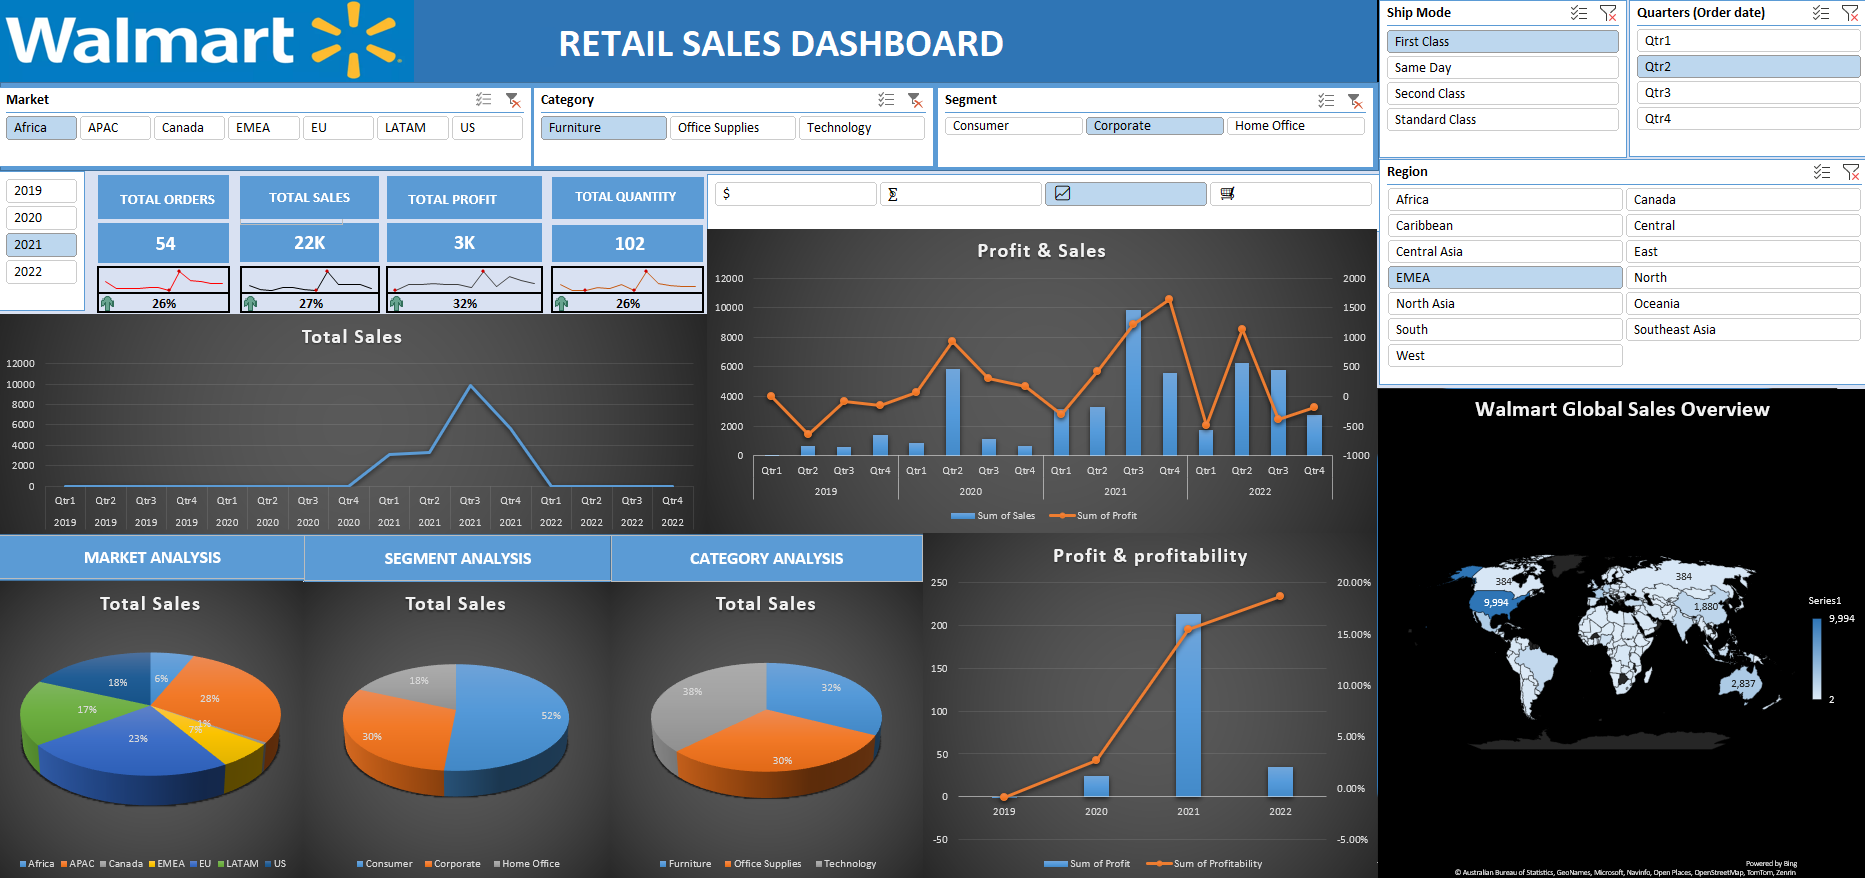 Walmart
RETAIL SALES DASHBOARD
Ship Mode
First Class
Same Day
Second Class
Standard Class
Quarters (Order date)
Qtr1
Qtr2
Qtr3
Qtr4
Market
Africa APAC Canada EMEA EU LATAM US
Category
Furniture Office Supplies Technology
Segment
Consumer Corporate Home Office
Region
Africa Canada
Caribbean Central
Central Asia East
EMEA North
North Asia Oceania
South Southeast Asia
West
2019
2020
2021
2022
TOTAL ORDERS
54
26%
TOTAL SALES
22K
27%
TOTAL PROFIT
3K
32%
TOTAL QUANTITY
102
26%
$ Σ
Total Sales
12000
10000
8000
6000
4000
2000
0
Qtr1 Qtr2 Qtr3 Qtr4 Qtr1 Qtr2 Qtr3 Qtr4 Qtr1 Qtr2 Qtr3 Qtr4 Qtr1 Qtr2 Qtr3 Qtr4
2019 2019 2019 2019 2020 2020 2020 2020 2021 2021 2021 2021 2022 2022 2022 2022
Profit & Sales
12000 2000
10000 1500
8000 1000
6000 500
4000 0
2000 -500
0 -1000
Qtr1 Qtr2 Qtr3 Qtr4 Qtr1 Qtr2 Qtr3 Qtr4 Qtr1 Qtr2 Qtr3 Qtr4 Qtr1 Qtr2 Qtr3 Qtr4
2019 2020 2021 2022
Sum of Sales Sum of Profit
MARKET ANALYSIS
Total Sales
6%
28%
1%
7%
23%
17%
18%
Africa APAC Canada EMEA EU LATAM US
SEGMENT ANALYSIS
Total Sales
18%
52%
30%
Consumer Corporate Home Office
CATEGORY ANALYSIS
Total Sales
38% 32%
30%
Furniture Office Supplies Technology
Profit & profitability
250 20.00%
200 15.00%
150
100 10.00%
50 5.00%
0 0.00%
-50 -5.00%
2019 2020 2021 2022
Sum of Profit Sum of Profitability
Walmart Global Sales Overview
384 384
9,994 1,880
2,837
Series1
9,994
2
Powered by Bing
© Australian Bureau of Statistics, GeoNames, Microsoft, Navinfo, Open Places, OpenStreetMap, TomTom, Zenrin